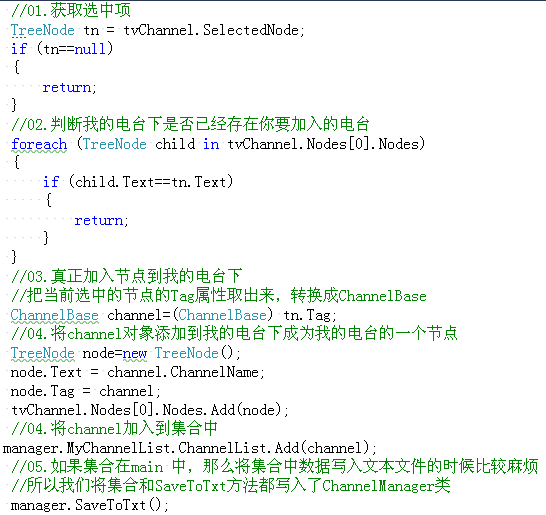 //01.获取选中项
TreeNode tn = tvChannel.SelectedNode;
if (tn==null)
{
return;
}
//02.判断我的电台下是否已经存在你要加入的电台
foreach (TreeNode child in tvChannel.Nodes[0].Nodes)
{
if (child.Text==tn.Text)
{
return;
}
}
//03.真正加入节点到我的电台下
//把当前选中的节点的Tag属性取出来，转换成ChannelBase
ChannelBase channel=(ChannelBase) tn.Tag;
//04.将channel对象添加到我的电台下成为我的电台的一个节点
TreeNode node=new TreeNode();
node.Text = channel.ChannelName;
node.Tag = channel;
tvChannel.Nodes[0].Nodes.Add(node);
//04.将channel加入到集合中
manager.MyChannelList.ChannelList.Add(channel);
//05.如果集合在main 中，那么将集合中数据写入文本文件的时候比较麻烦
//所以我们将集合和SaveToTxt方法都写入了ChannelManager类
manager.SaveToTxt();